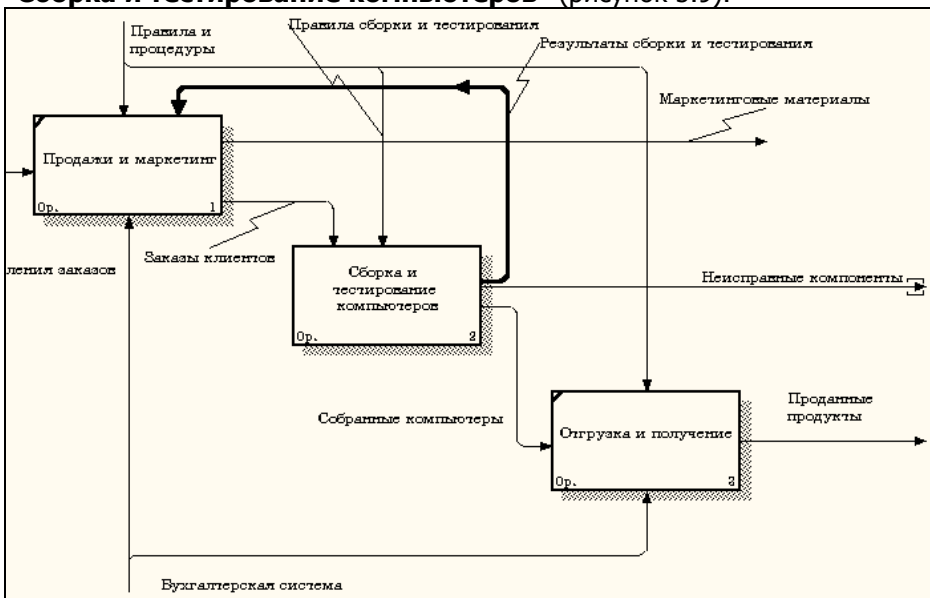 "Сборка и тестирование компьютеров" (рисунок 3.9).
Правила и
процедуры
Правила сборки и тестирования
Результаты сборки и тестирования
Маркетинговые материалы
Продажи и маркетинг
0р.
1
Заказы клиентов
ления заказов
Сборка и
тестирование
компьютеров
0р.
2
Неисправные компоненты
Собранные компьютеры
Проданные
продукты
Отгрузка и получение
0р.
3
Бухгалтерская система